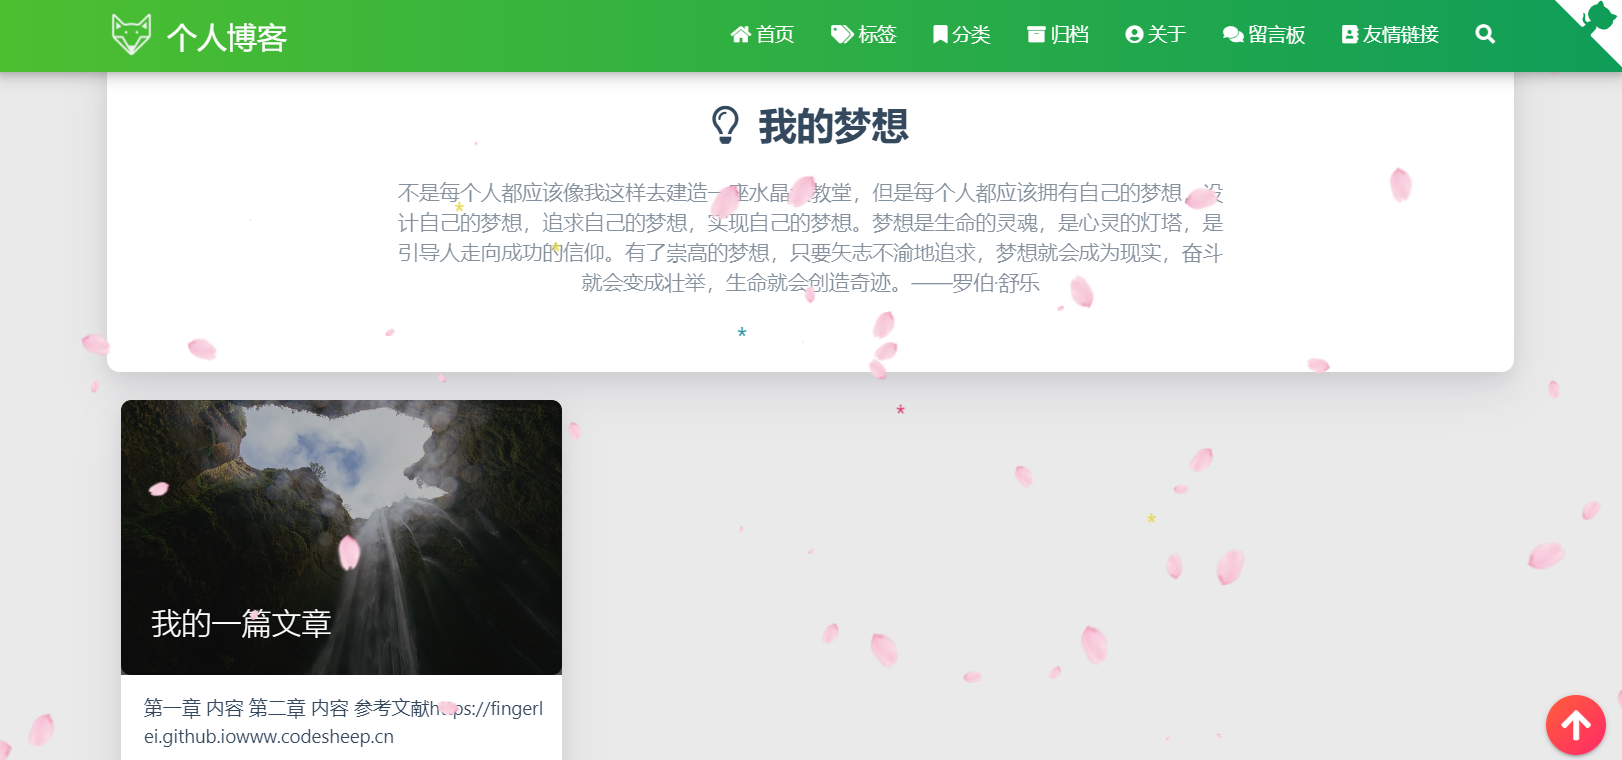 个人博客
首页 标签 分类 归档 关于 留言板 友情链接
我的梦想
不是每个人都应该像我这样去建造一座水晶大教堂，但是每个人都应该拥有自己的梦想，设
计自己的梦想，追求自己的梦想，实现自己的梦想。梦想是生命的灵魂，是心灵的灯塔，是
引导人走向成功的信仰。有了崇高的梦想，只要矢志不渝地追求，梦想就会成为现实，奋斗
就会变成壮举，生命就会创造奇迹。——罗伯·舒乐
我的一篇文章
第一章 内容 第二章 内容 参考文献https://fingerl
ei.github.iowww.codesheep.cn